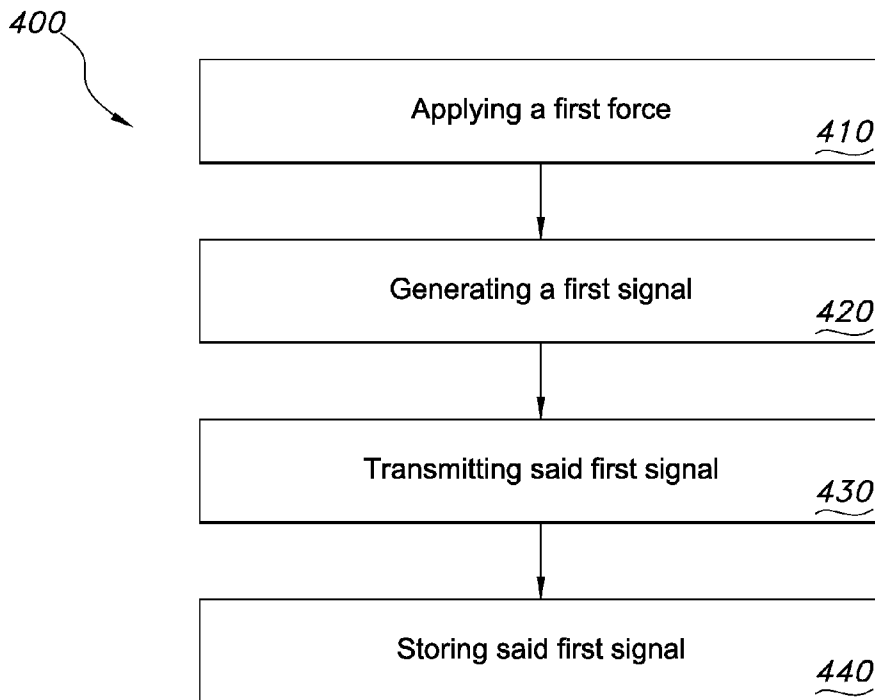 400
Applying a first force
410
Generating a first signal
420
Transmitting said first signal
430
Storing said first signal
440